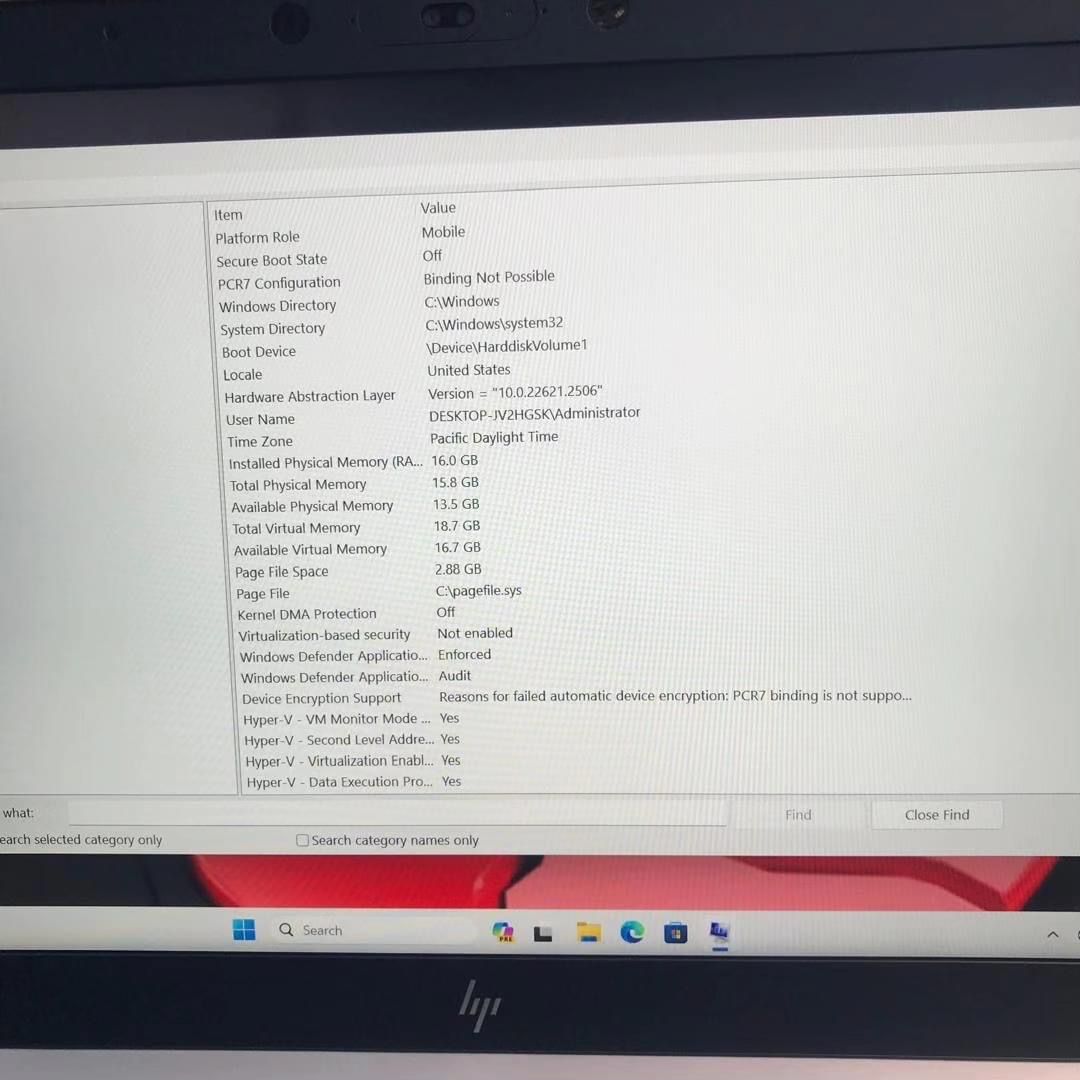 Item Value
Platform Role Mobile
Secure Boot State Off
PCR7 Configuration Binding Not Possible
Windows Directory C:\Windows
System Directory C:\Windows\system32
Boot Device \Device\HarddiskVolume1
Locale United States
Hardware Abstraction Layer Version = "10.0.22621.2506"
User Name DESKTOP-JV2HGSK\Administrator
Time Zone Pacific Daylight Time
Installed Physical Memory (RA... 16.0 GB
Total Physical Memory 15.8 GB
Available Physical Memory 13.5 GB
Total Virtual Memory 18.7 GB
Available Virtual Memory 16.7 GB
Page File Space 2.88 GB
Page File C:\pagefile.sys
Kernel DMA Protection Off
Virtualization-based security Not enabled
Windows Defender Applicatio... Enforced
Windows Defender Applicatio... Audit
Device Encryption Support Reasons for failed automatic device encryption: PCR7 binding is not suppo...
Hyper-V - VM Monitor Mode ... Yes
Hyper-V - Second Level Addre... Yes
Hyper-V - Virtualization Enabl... Yes
Hyper-V - Data Execution Pro... Yes
what: Find Close Find
earch selected category only Search category names only
Search PRE
hp